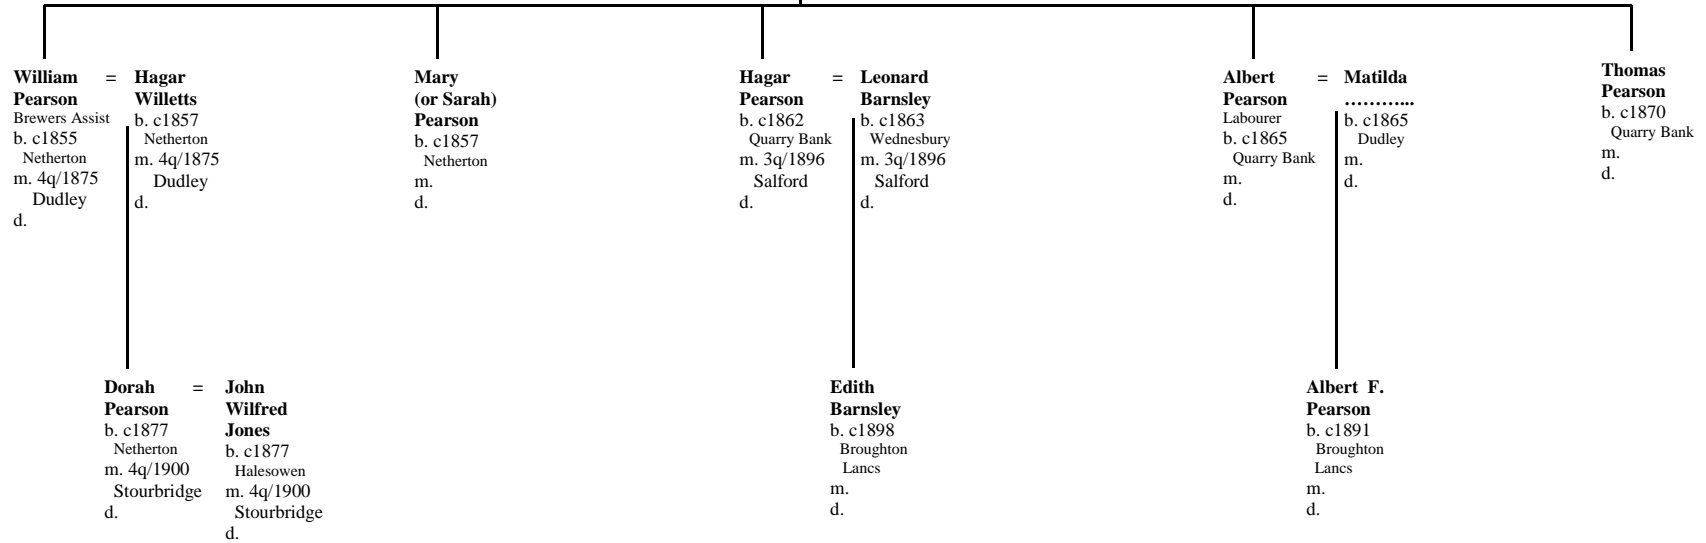 William = Hagar
Pearson Willetts
Brewers Assist b. c1857
b. c1855 Netherton
Netherton m. 4q/1875
m. 4q/1875 Dudley
Dudley d.
d.
Mary
(or Sarah)
Pearson
b. c1857
Netherton
m.
d.
Hagar = Leonard
Pearson Barnsley
b. c1862 b. c1863
Quarry Bank Wednesbury
m. 3q/1896 m. 3q/1896
Salford Salford
d. d.
Albert = Matilda
Pearson ………...
Labourer b. c1865
b. c1865 Dudley
Quarry Bank m.
m. d.
d.
Thomas
Pearson
b. c1870
Quarry Bank
m.
d.
Dorah = John
Pearson Wilfred
b. c1877 Jones
Netherton b. c1877
m. 4q/1900 Halesowen
Stourbridge m. 4q/1900
d. Stourbridge
d.
Edith
Barnsley
b. c1898
Broughton
Lancs
m.
d.
Albert F.
Pearson
b. c1891
Broughton
Lancs
m.
d.